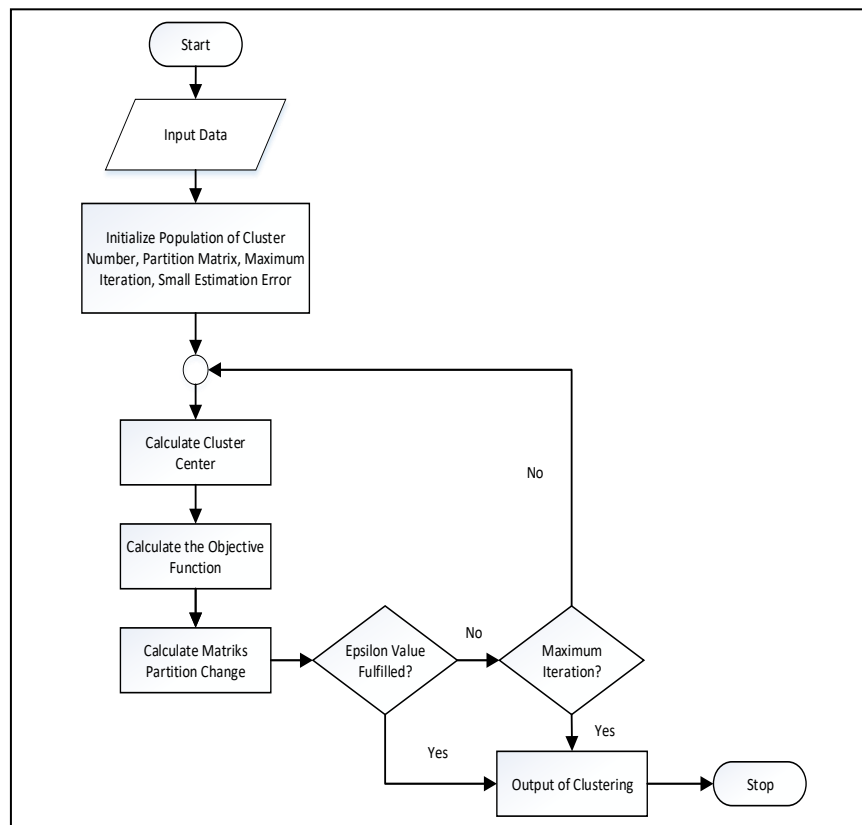 Start
Input Data
Initialize Population of Cluster
Number, Partition Matrix, Maximum
Iteration, Small Estimation Error
Calculate Cluster
Center
No
Calculate the Objective
Function
Calculate Matriks
Partition Change
Epsilon Value
Fulfilled?
No
Maximum
Iteration?
Yes
Yes
Output of Clustering
Stop